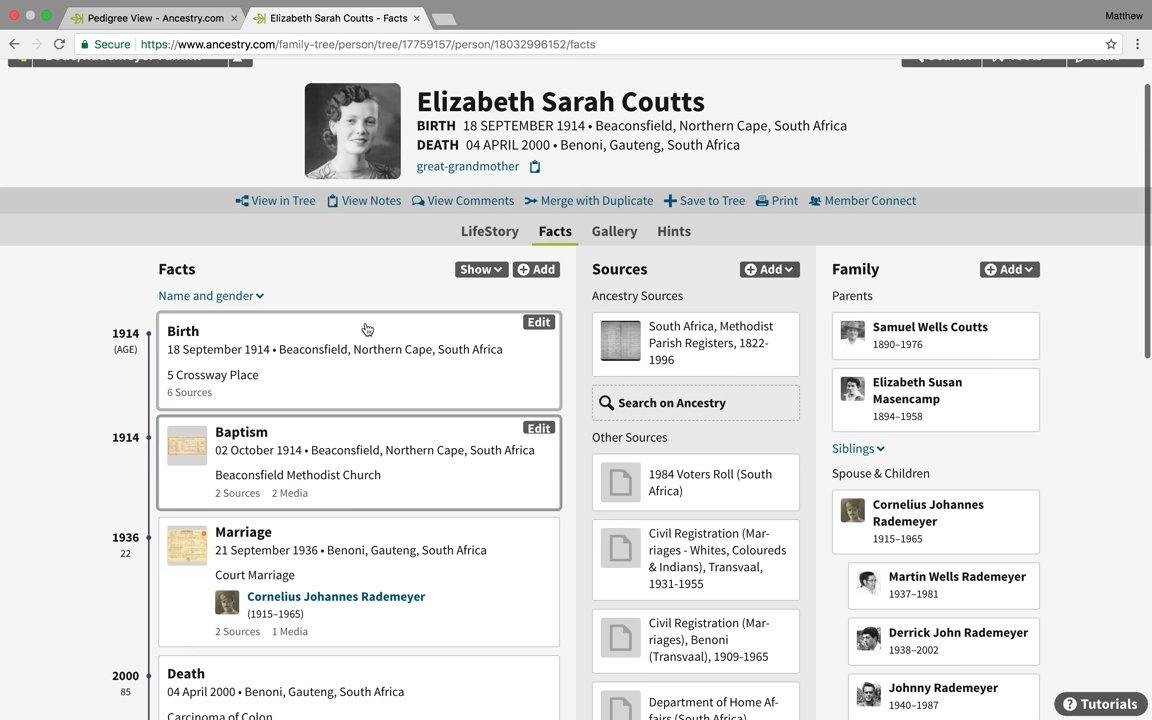 Pedigree View - Ancestry.com
Elizabeth Sarah Coutts - Facts
Matthew
Secure
https://www.ancestry.com/family-tree/person/tree/17759157/person/18032996152/facts
Elizabeth Sarah Coutts
BIRTH 18 SEPTEMBER 1914 • Beaconsfield, Northern Cape, South Africa
DEATH 04 APRIL 2000 • Benoni, Gauteng, South Africa
great-grandmother
View in Tree View Notes View Comments Merge with Duplicate Save to Tree Print Member Connect
LifeStory Facts Gallery Hints
Facts
Show Add
Name and gender
1914
(AGE)
Birth
Edit
18 September 1914 • Beaconsfield, Northern Cape, South Africa
5 Crossway Place
6 Sources
1914
Baptism
Edit
02 October 1914 • Beaconsfield, Northern Cape, South Africa
Beaconsfield Methodist Church
2 Sources 2 Media
1936
22
Marriage
21 September 1936 • Benoni, Gauteng, South Africa
Court Marriage
Cornelius Johannes Rademeyer
(1915–1965)
2 Sources 1 Media
2000
85
Death
04 April 2000 • Benoni, Gauteng, South Africa
Carcinoma of Colon
Sources
Add
Ancestry Sources
South Africa, Methodist
Parish Registers, 1822-
1996
Search on Ancestry
Other Sources
1984 Voters Roll (South
Africa)
Civil Registration (Mar-
riages - Whites, Coloureds
& Indians), Transvaal,
1931-1955
Civil Registration (Mar-
riages), Benoni
(Transvaal), 1909-1965
Department of Home Af-
fairs (South Africa)
Family
Add
Parents
Samuel Wells Coutts
1890–1976
Elizabeth Susan
Masencamp
1894–1958
Siblings
Spouse & Children
Cornelius Johannes
Rademeyer
1915–1965
Martin Wells Rademeyer
1937–1981
Derrick John Rademeyer
1938–2002
Johnny Rademeyer
1940–1987
? Tutorials